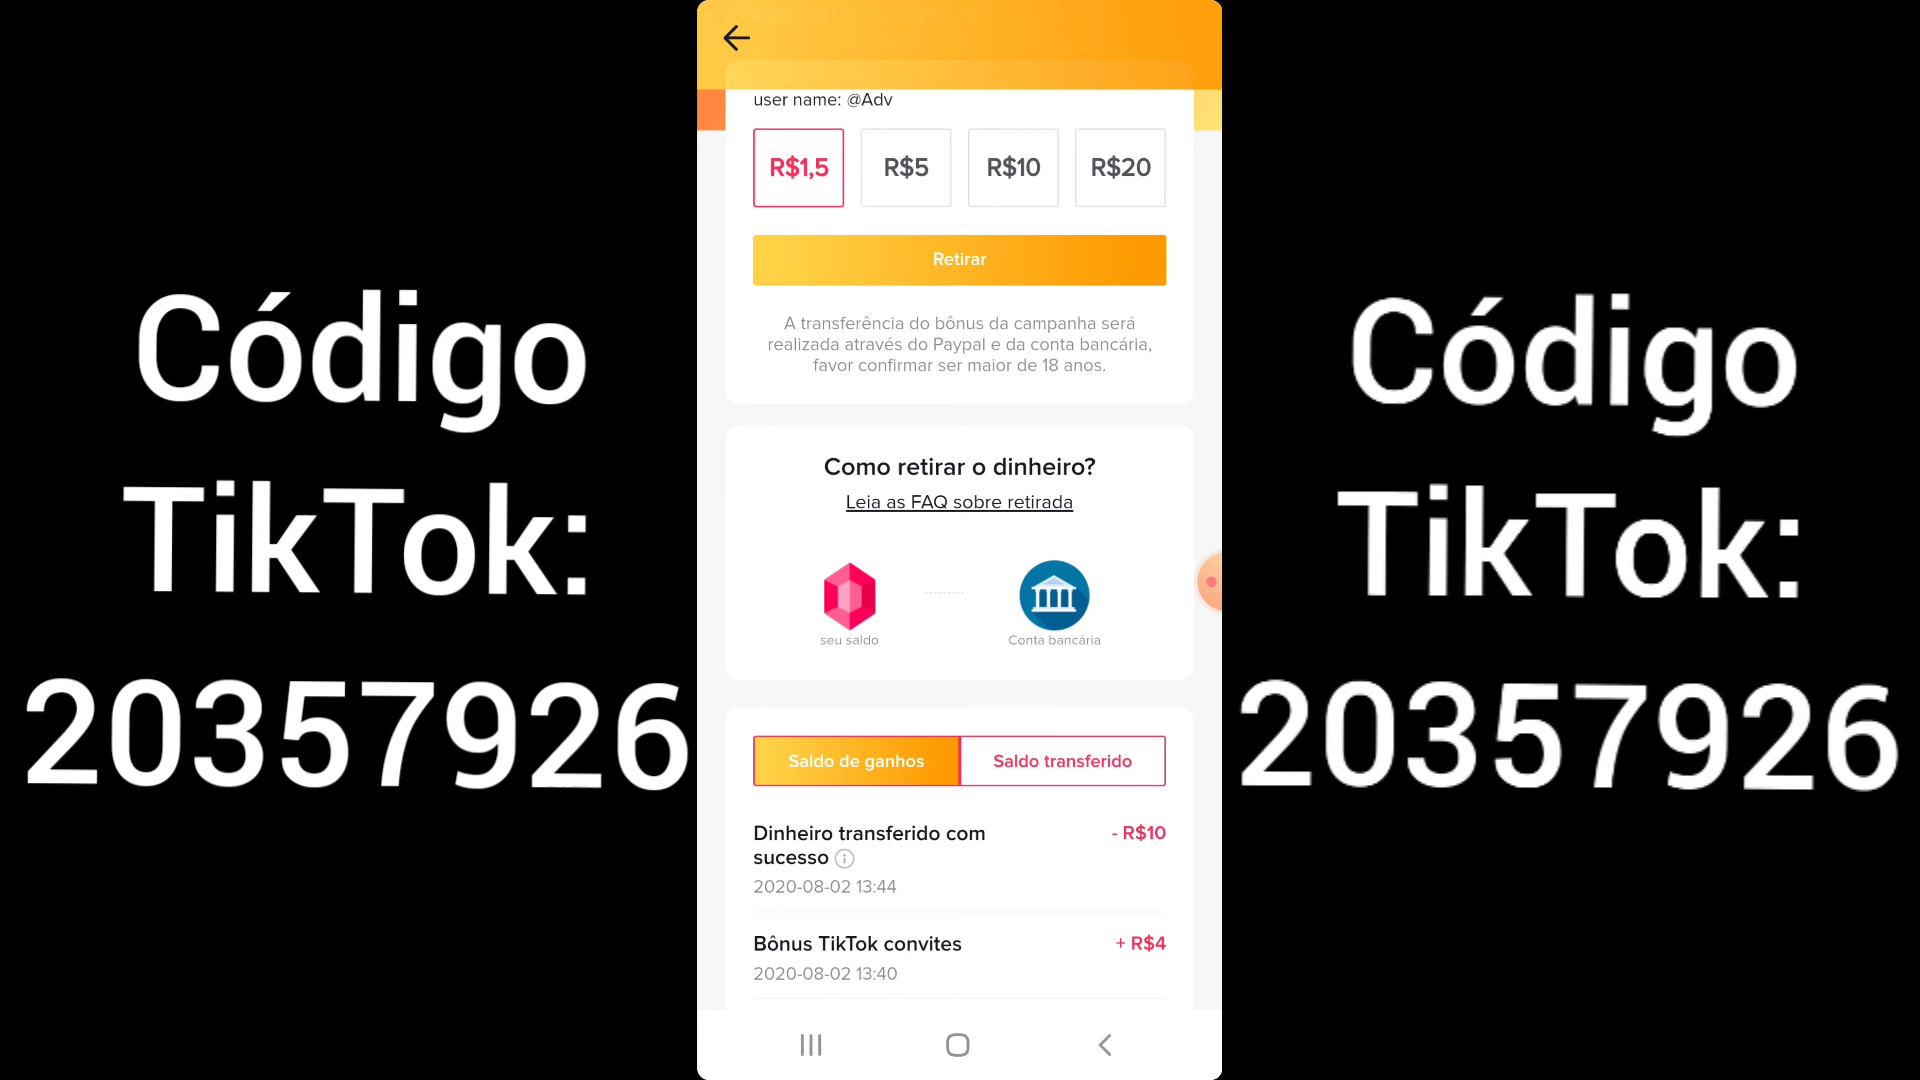 user name: @Adv
R$1,5
R$5
R$10
R$20
Retirar
A transferência do bônus da campanha será
realizada através do Paypal e da conta bancária,
favor confirmar ser maior de 18 anos.
Como retirar o dinheiro?
Leia as FAQ sobre retirada
seu saldo
Conta bancária
Saldo de ganhos
Saldo transferido
Dinheiro transferido com
sucesso
- R$10
2020-08-02 13:44
Bônus TikTok convites
+ R$4
2020-08-02 13:40
Código
TikTok:
20357926
Código
TikTok:
20357926